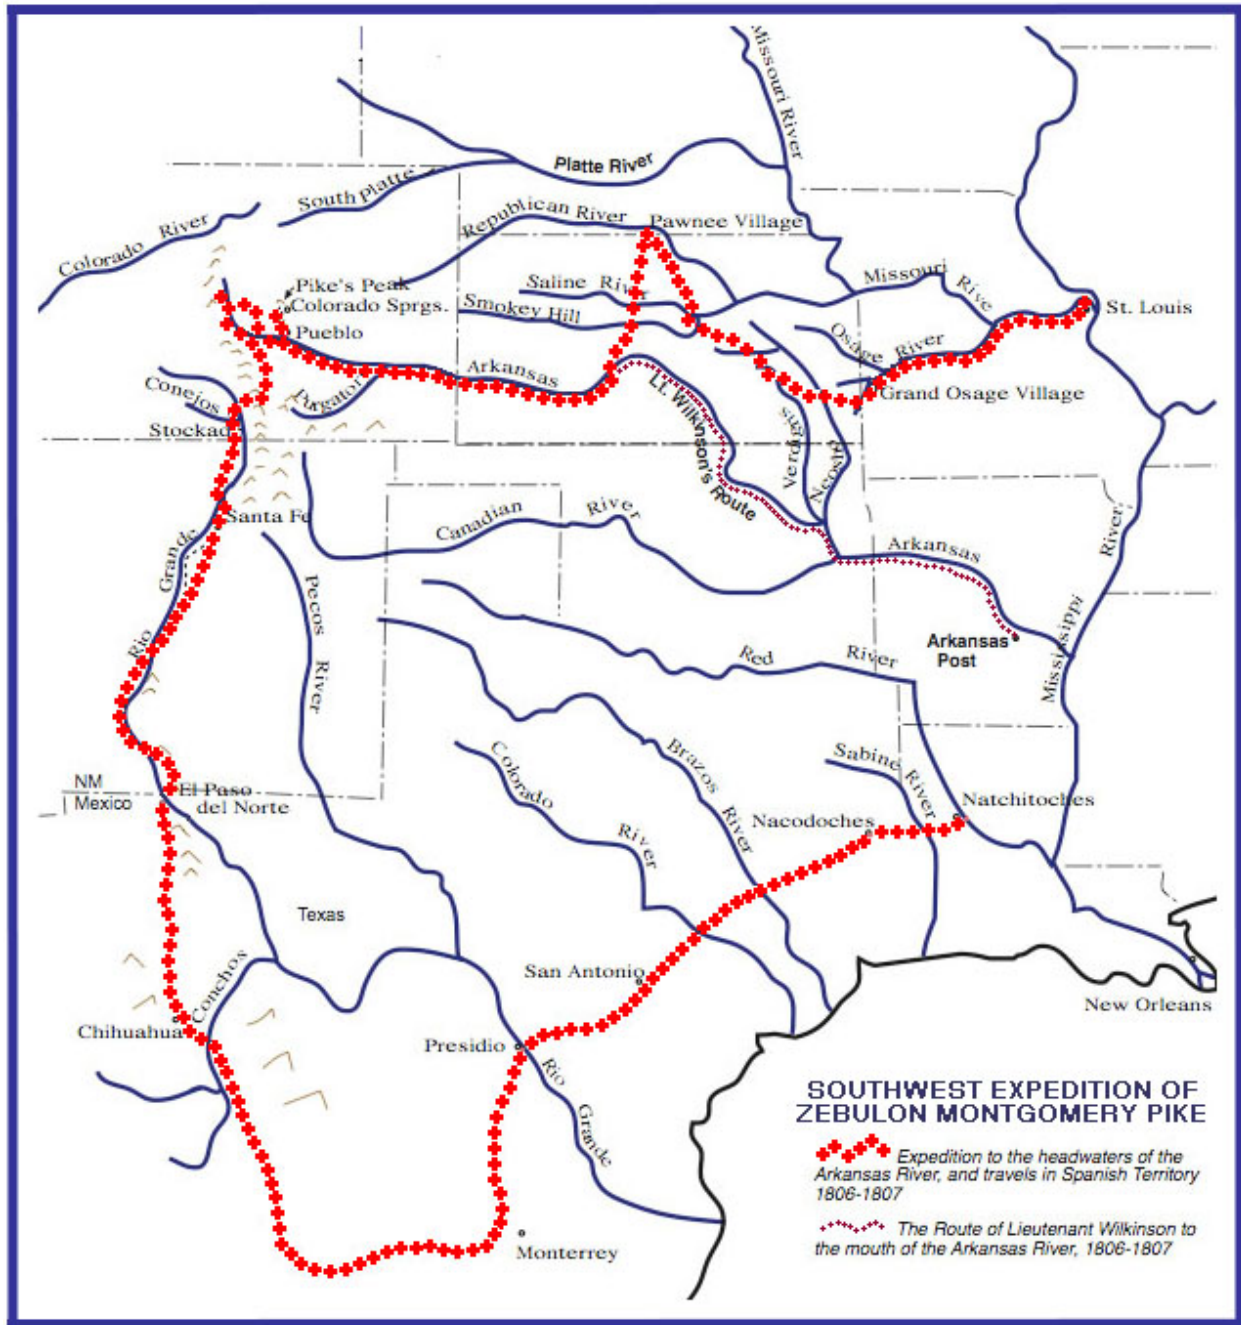 Missouri River
Platte River
South Platte
Republican River
Pawnee Village
Colorado River
Saline River
Missouri Rive
Pike's Peak
Colorado Sprgs.
Smokey Hill
St. Louis
Pueblo
Osage River
Arkansas
Conejos
Purgator
Grand Osage Village
Stockad
Lt. Wilkinson's Route
Verdigris
Neosho
Santa Fe
Canadian River
Arkansas
Mississippi River
Rio Grande
Pecos River
Arkansas
Post
Red River
Brazos River
Sabine River
Colorado River
NM
Mexico
El Paso
del Norte
Nacodoches
Natchitoches
Texas
San Antonio
Conchos
New Orleans
Chihuahua
Presidio
Rio Grande
Monterrey
SOUTHWEST EXPEDITION OF
ZEBULON MONTGOMERY PIKE
Expedition to the headwaters of the
Arkansas River, and travels in Spanish Territory
1806-1807
The Route of Lieutenant Wilkinson to
the mouth of the Arkansas River, 1806-1807